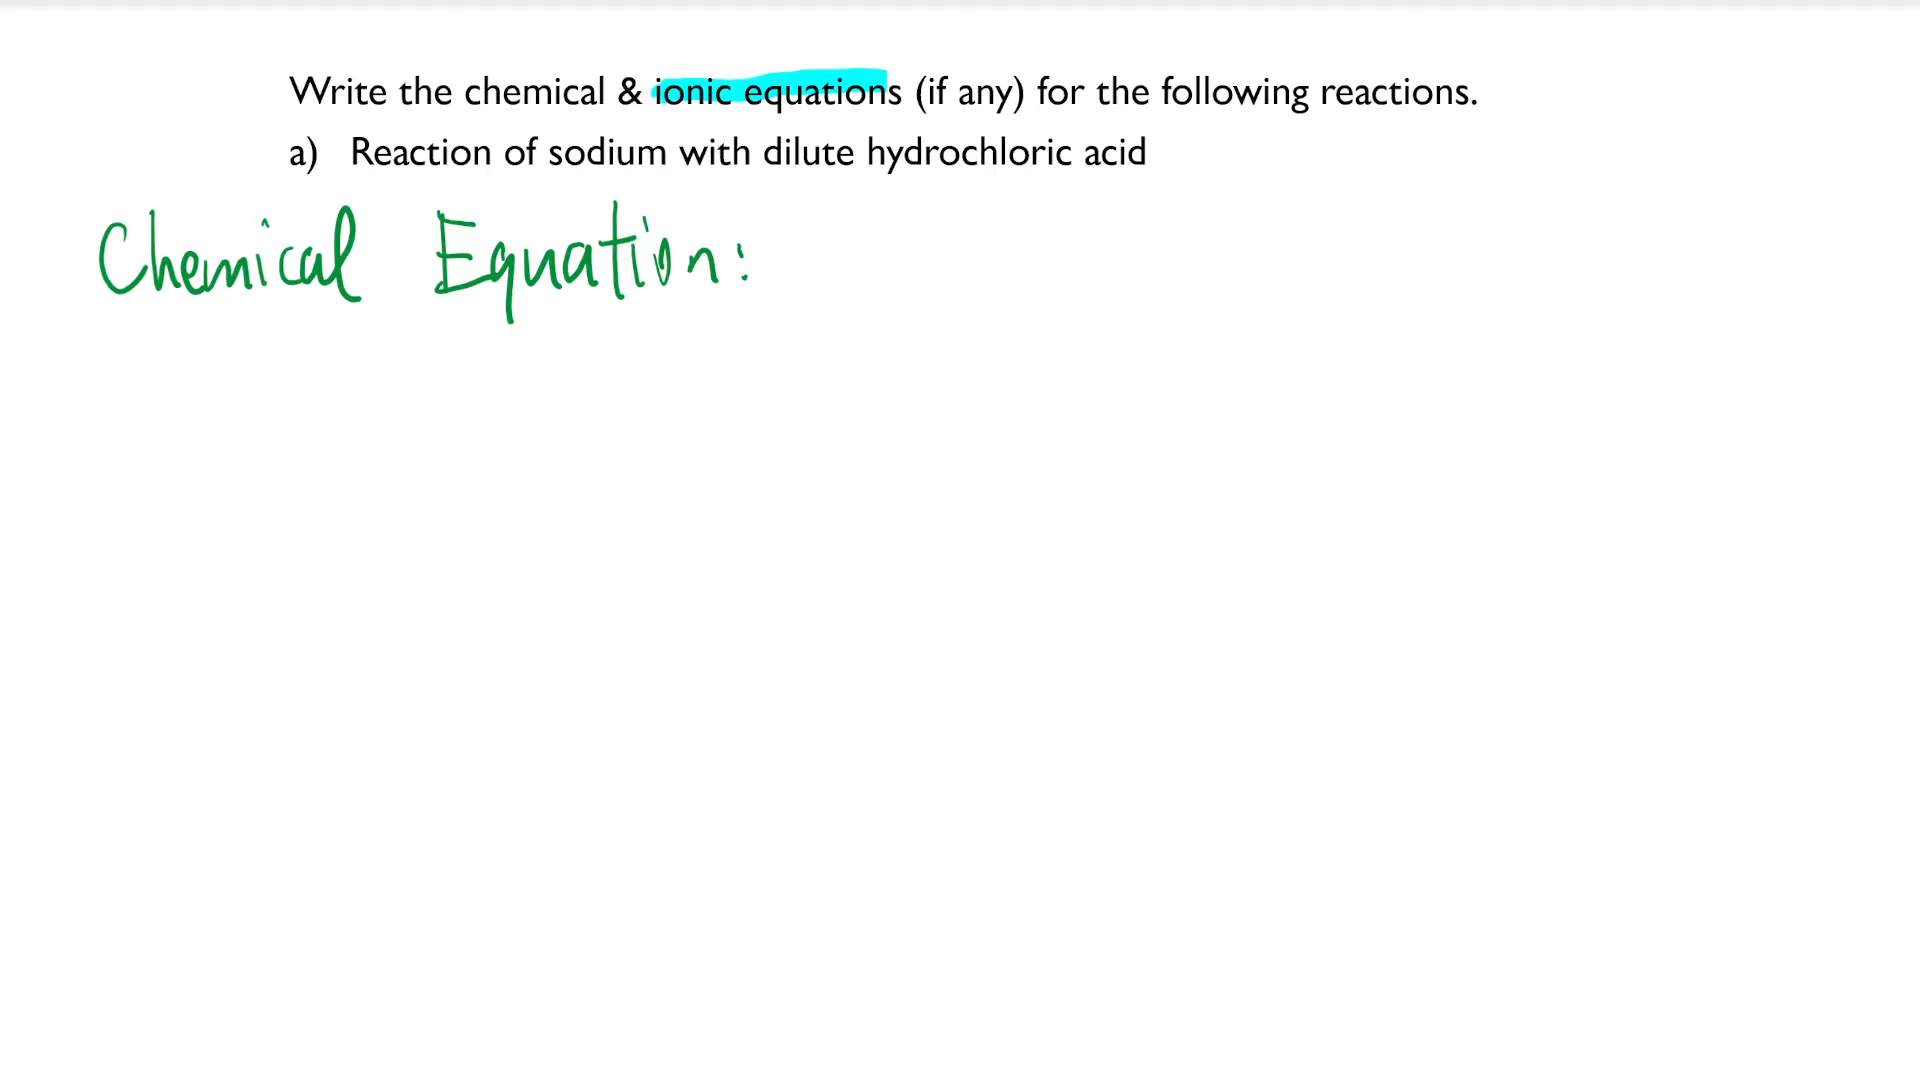 Write the chemical & ionic equations (if any) for the following reactions.
a) Reaction of sodium with dilute hydrochloric acid
Chemical Equation: